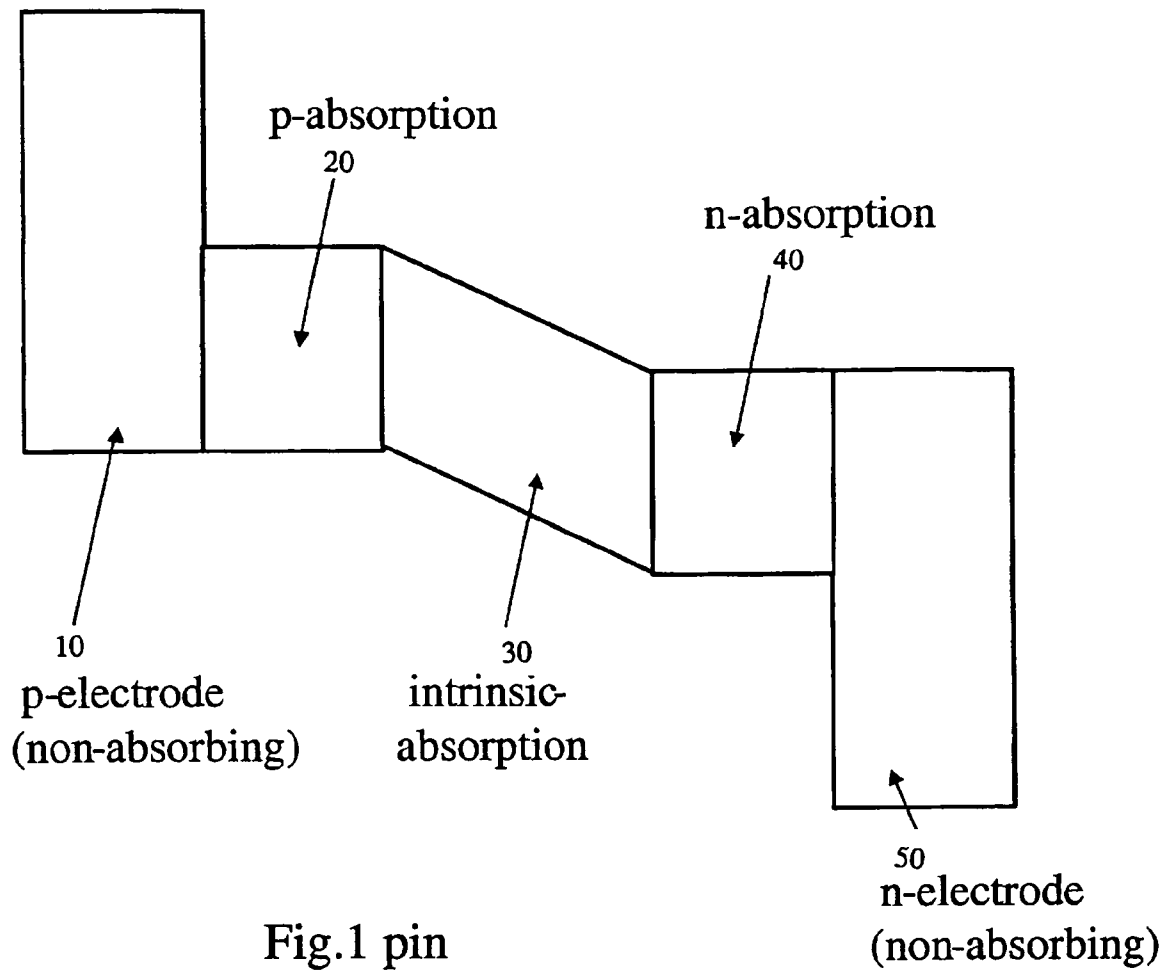 p-absorption
20
n-absorption
40
10
p-electrode
(non-absorbing)
30
intrinsic-
absorption
50
n-electrode
(non-absorbing)
Fig.1 pin